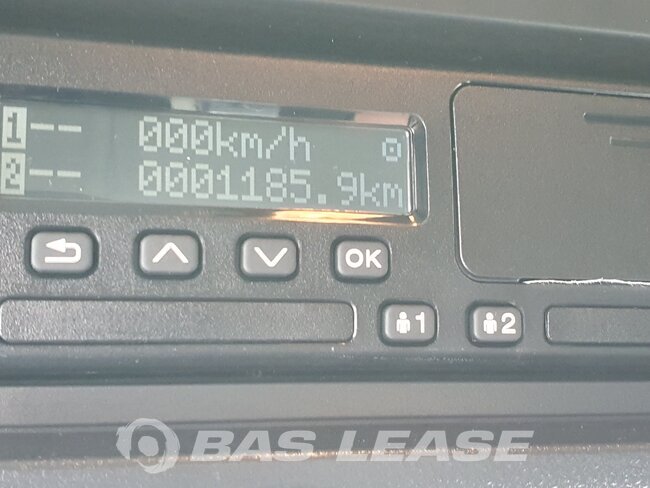 1 -- 000km/h
2 -- 0001185.9km
OK
1 2
BAS LEASE